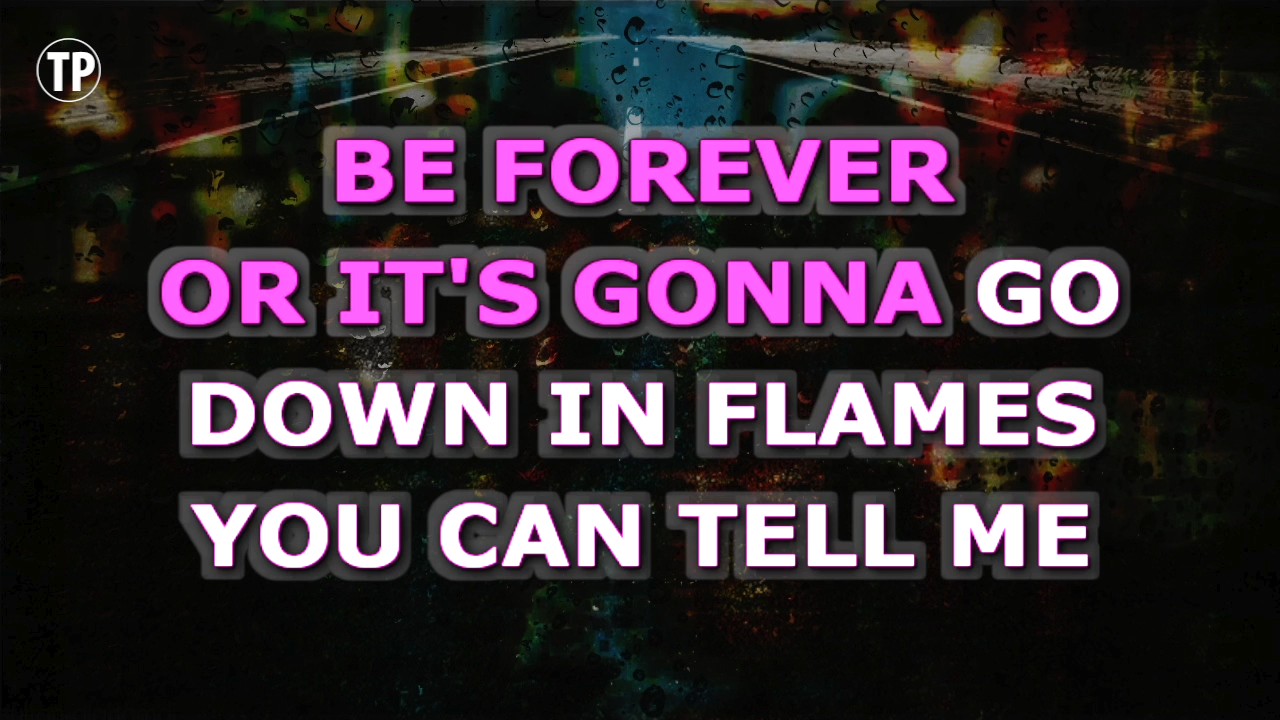 TP
BE FOREVER
OR IT'S GONNA GO
DOWN IN FLAMES
YOU CAN TELL ME